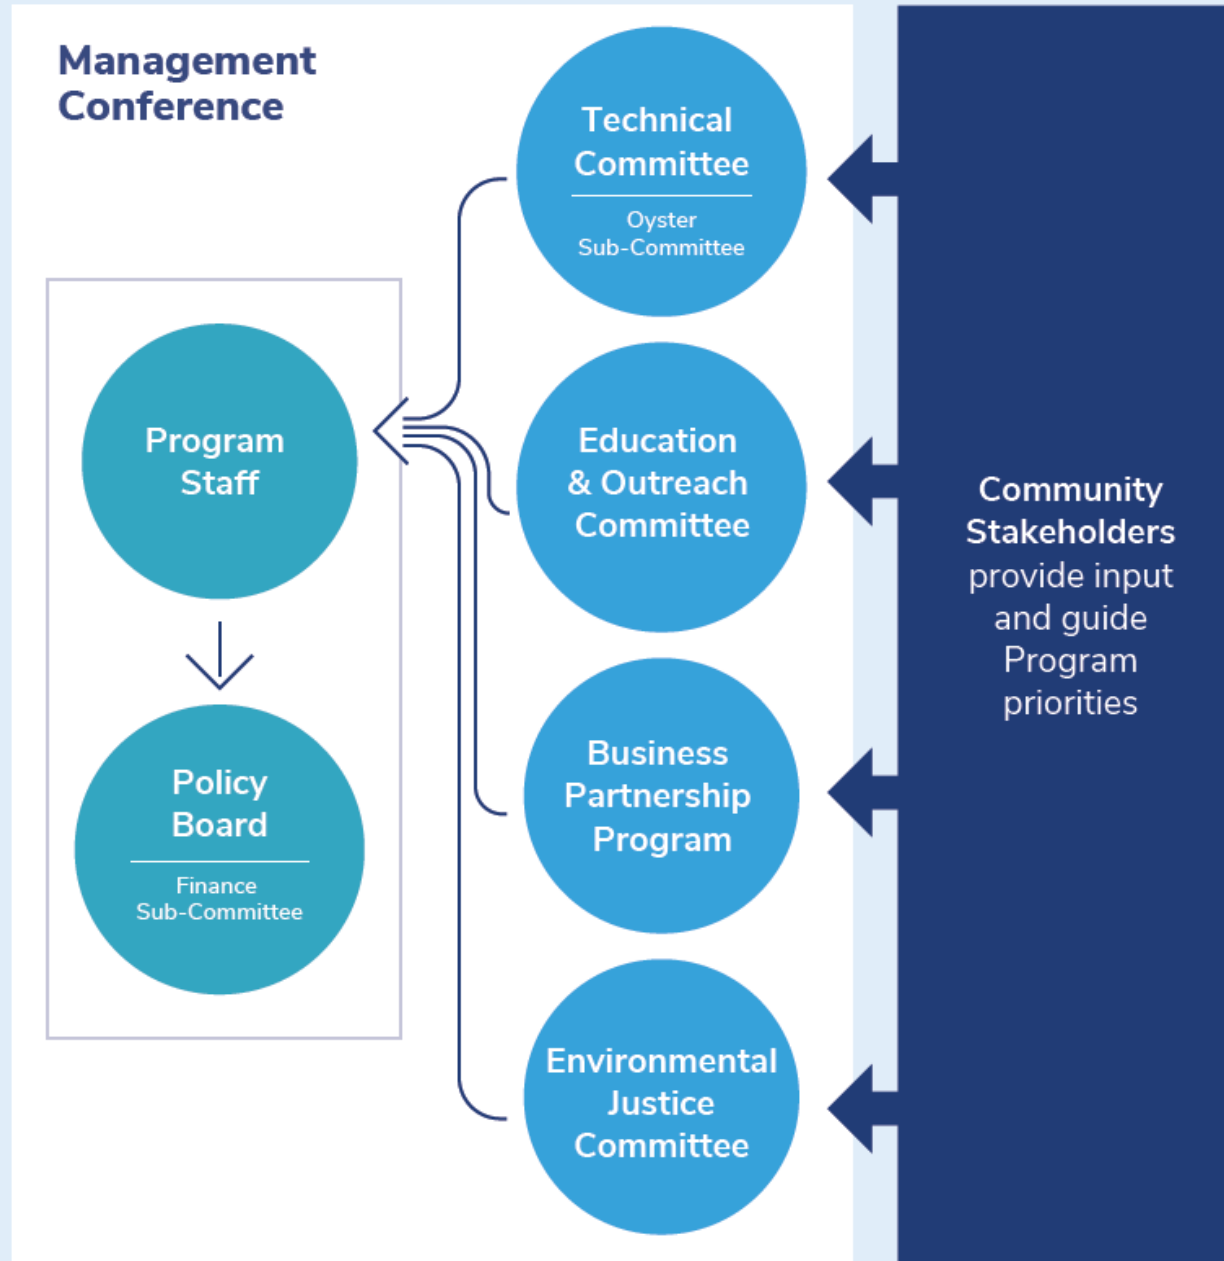 Management
Conference
Technical
Committee
Oyster
Sub-Committee
Program
Staff
Education
& Outreach
Committee
Policy
Board
Finance
Sub-Committee
Business
Partnership
Program
Environmental
Justice
Committee
Community
Stakeholders
provide input
and guide
Program
priorities